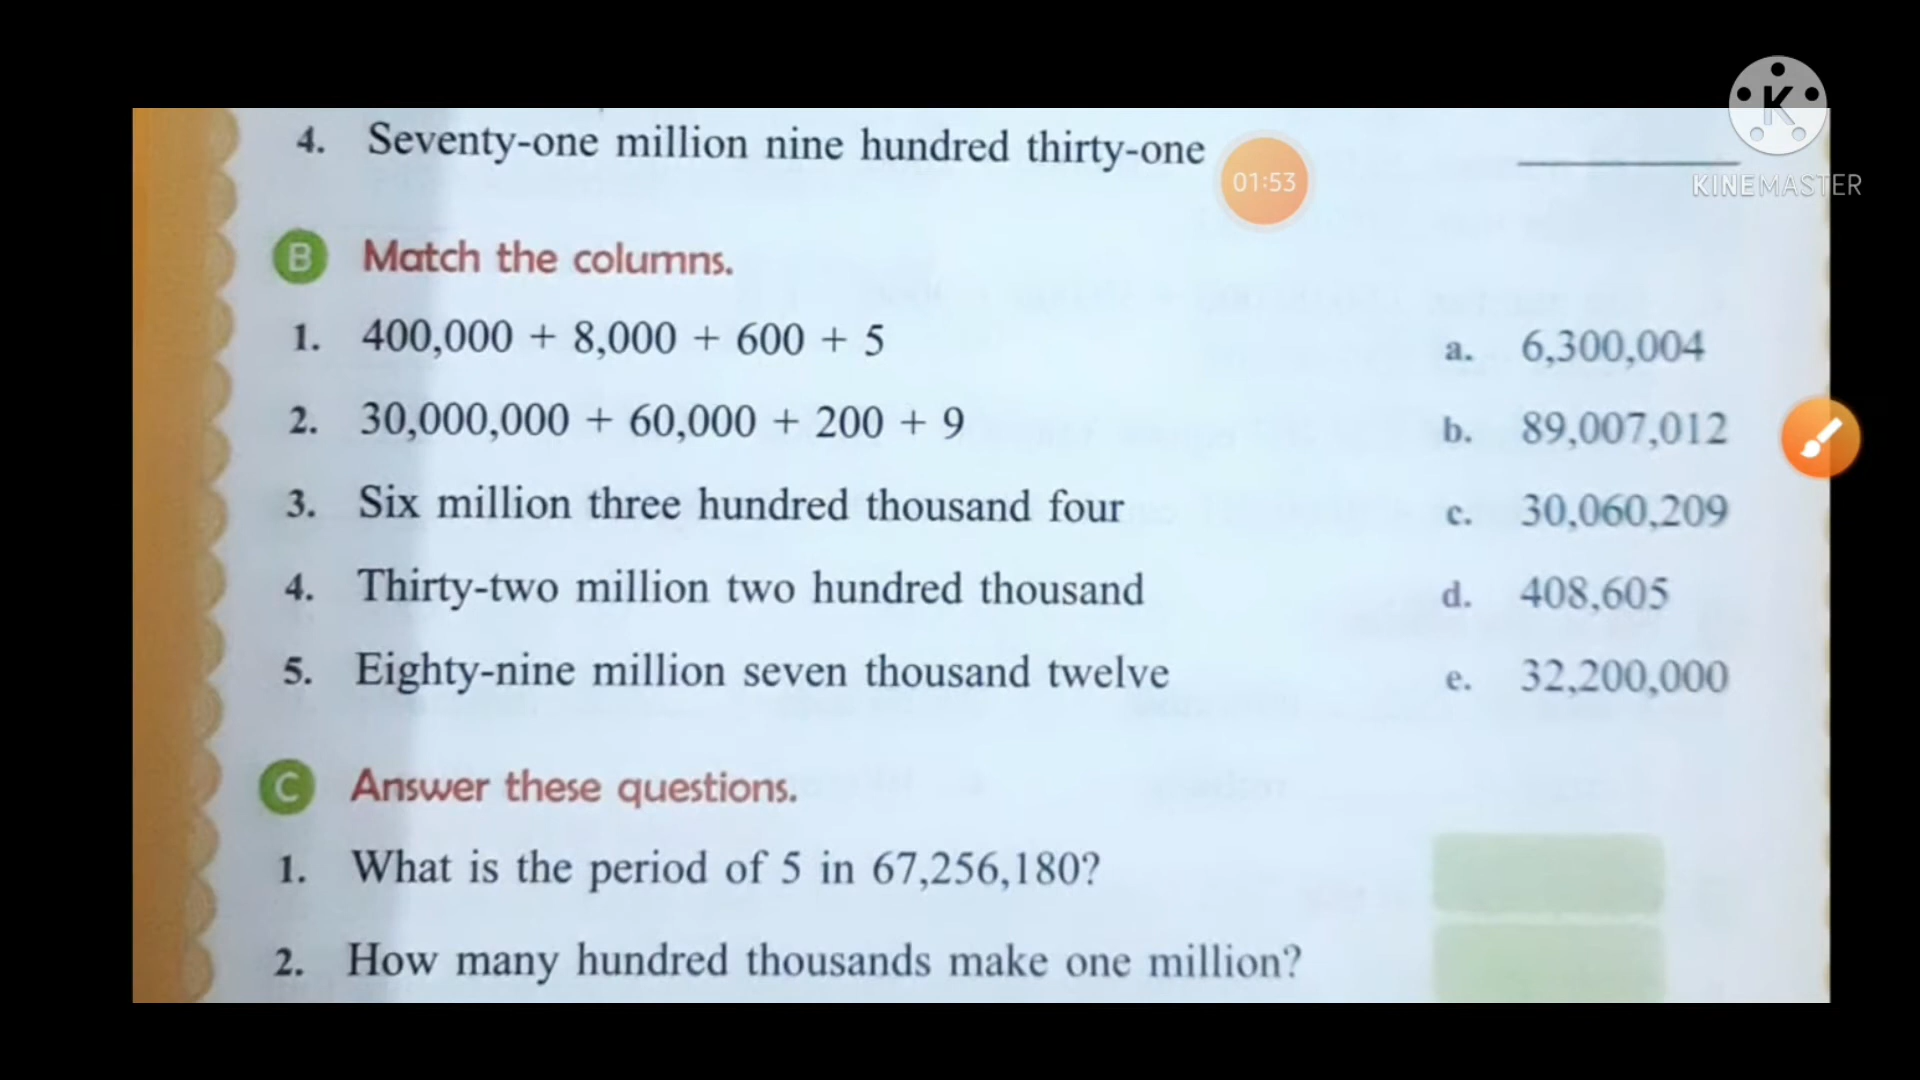 4. Seventy-one million nine hundred thirty-one
01:53
K
KINEMASTER
B Match the columns.
1. 400,000 + 8,000 + 600 + 5 a. 6,300,004
2. 30,000,000 + 60,000 + 200 + 9 b. 89,007,012
3. Six million three hundred thousand four c. 30,060,209
4. Thirty-two million two hundred thousand d. 408,605
5. Eighty-nine million seven thousand twelve e. 32,200,000
C Answer these questions.
1. What is the period of 5 in 67,256,180?
2. How many hundred thousands make one million?